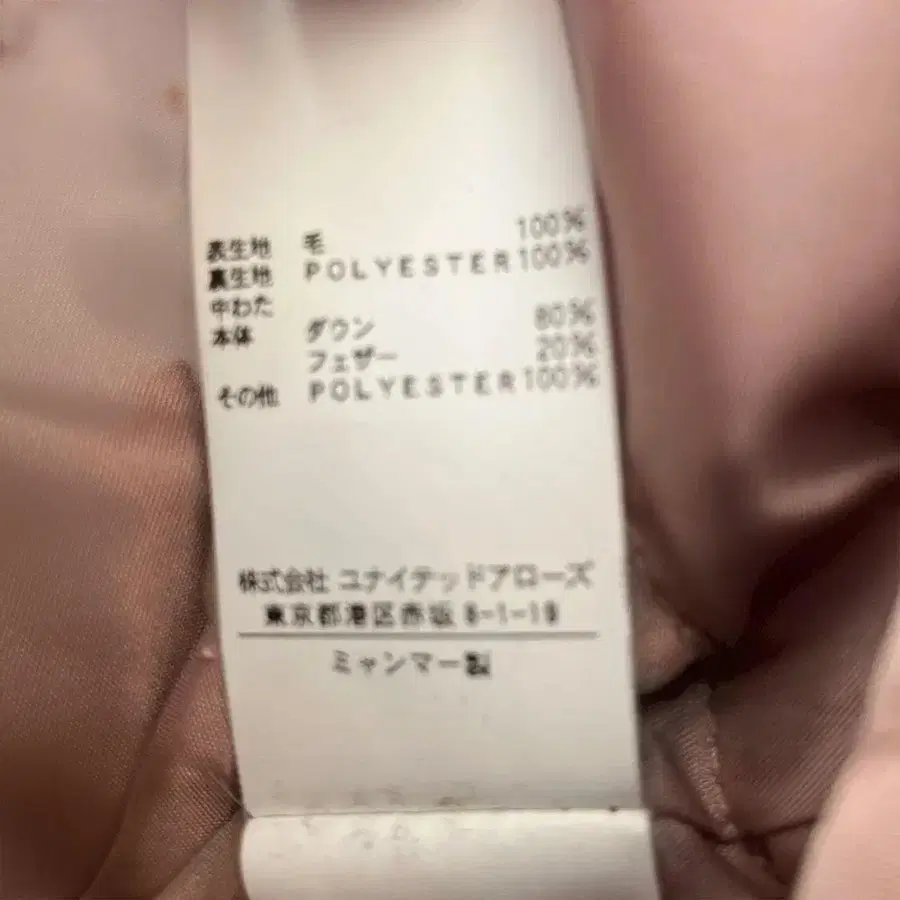 表生地 毛 100%
裏生地 POLYESTER 100%
中わた
本体 ダウン 80%
フェザー 20%
その他 POLYESTER 100%
株式会社 ユナイテッドアローズ
東京都港区赤坂 8-1-19
ミャンマー製